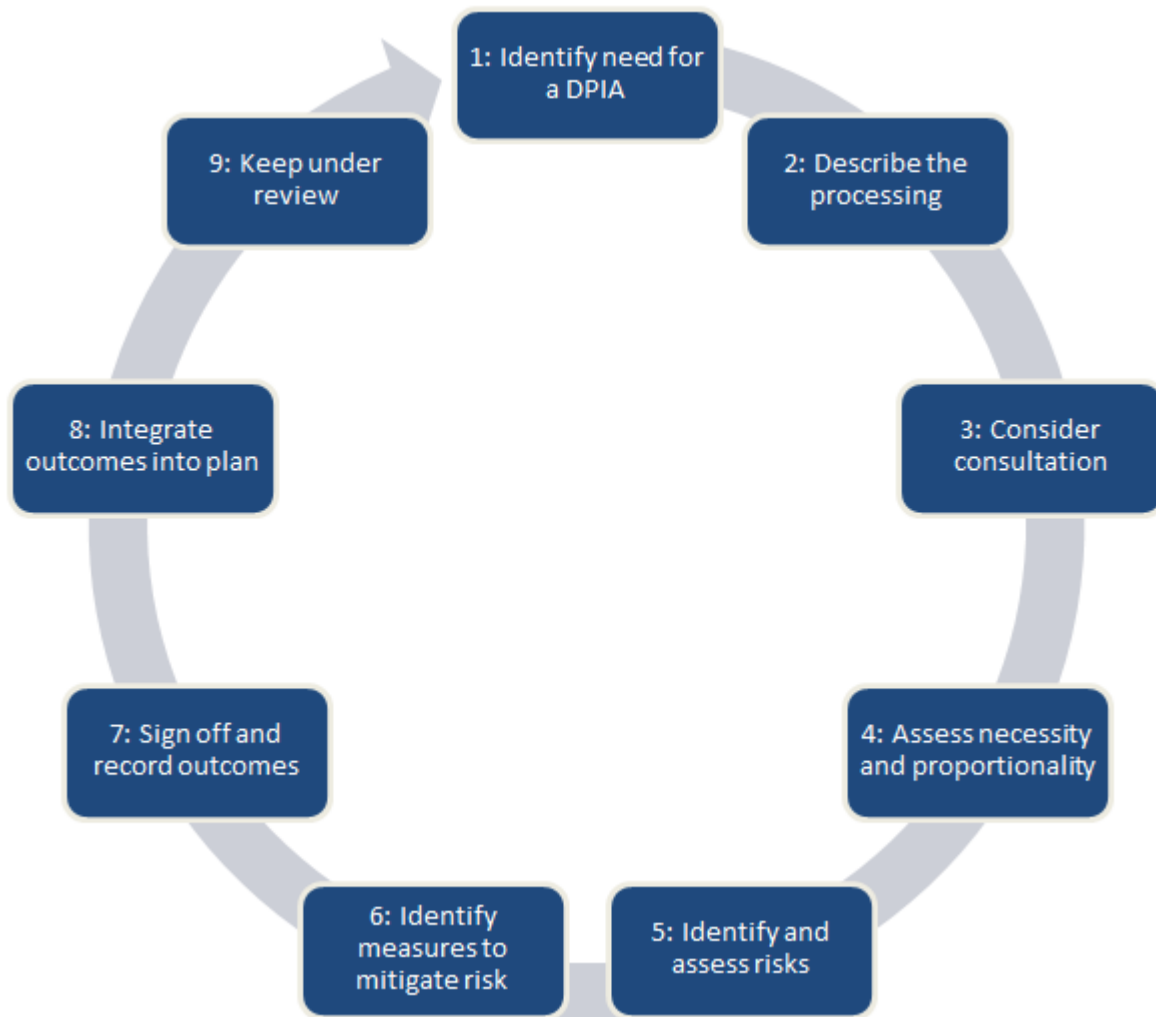 1: Identify need for
a DPIA
2: Describe the
processing
3: Consider
consultation
4: Assess necessity
and proportionality
5: Identify and
assess risks
6: Identify
measures to
mitigate risk
7: Sign off and
record outcomes
8: Integrate
outcomes into plan
9: Keep under
review